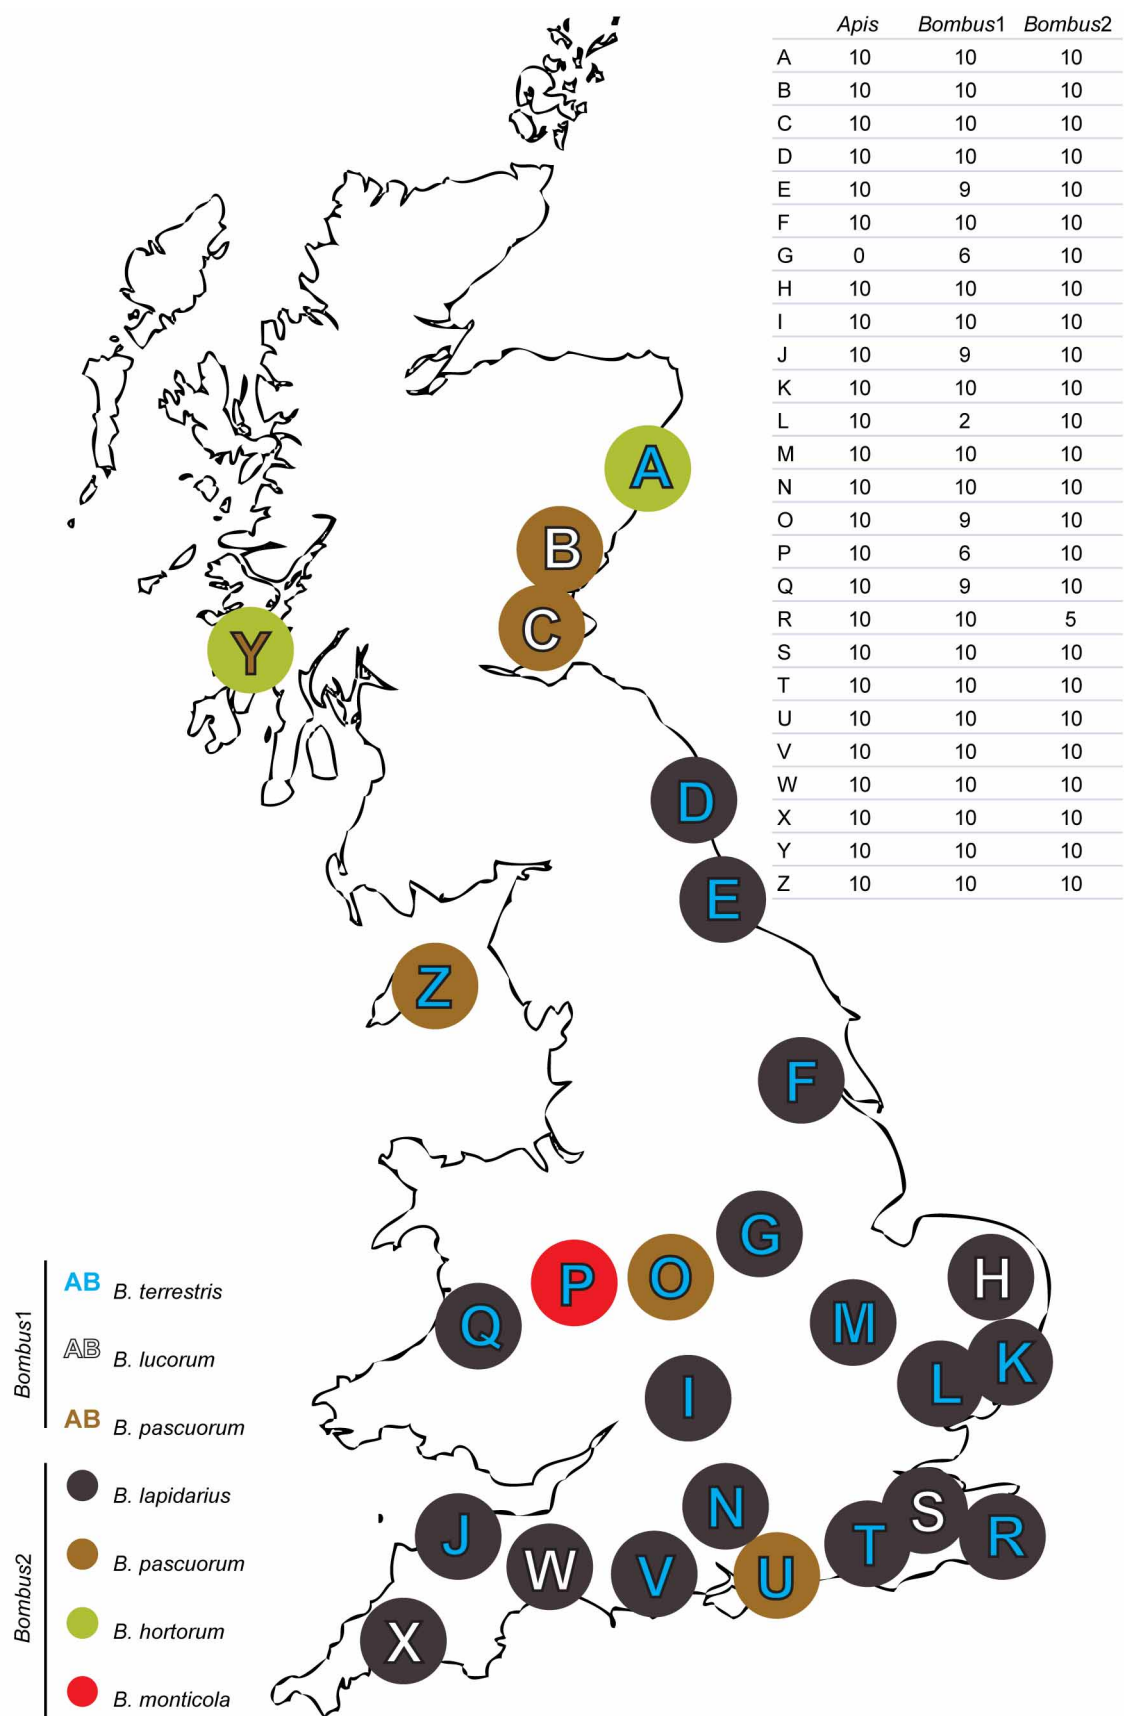 Apis Bombus1 Bombus2
A 10 10 10
B 10 10 10
C 10 10 10
D 10 10 10
E 10 9 10
F 10 10 10
G 0 6 10
H 10 10 10
I 10 10 10
J 10 9 10
K 10 10 10
L 10 2 10
M 10 10 10
N 10 10 10
O 10 9 10
P 10 6 10
Q 10 9 10
R 10 10 5
S 10 10 10
T 10 10 10
U 10 10 10
V 10 10 10
W 10 10 10
X 10 10 10
Y 10 10 10
Z 10 10 10
A
B
C
Y
D
E
Z
F
G
H
P
O
Q
M
K
L
I
N
S
J
T
R
W
V
U
X
Bombus1
AB B. terrestris
AB B. lucorum
AB B. pascuorum
Bombus2
B. lapidarius
B. pascuorum
B. hortorum
B. monticola